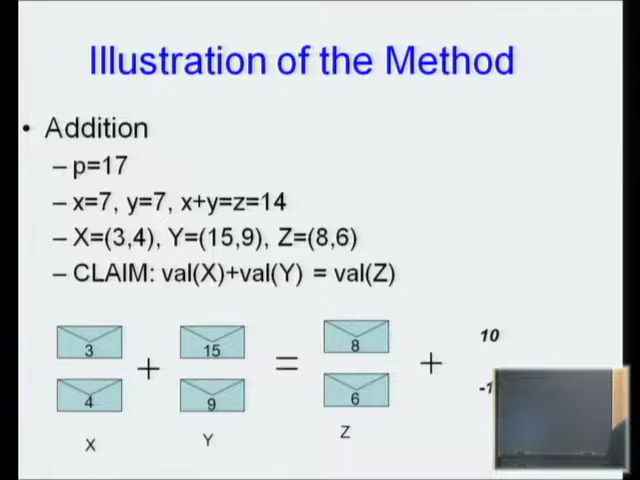 Illustration of the Method
• Addition
– p=17
– x=7, y=7, x+y=z=14
– X=(3,4), Y=(15,9), Z=(8,6)
– CLAIM: val(X)+val(Y) = val(Z)
3 + 15 = 8 + 10
4 9 6
X Y Z